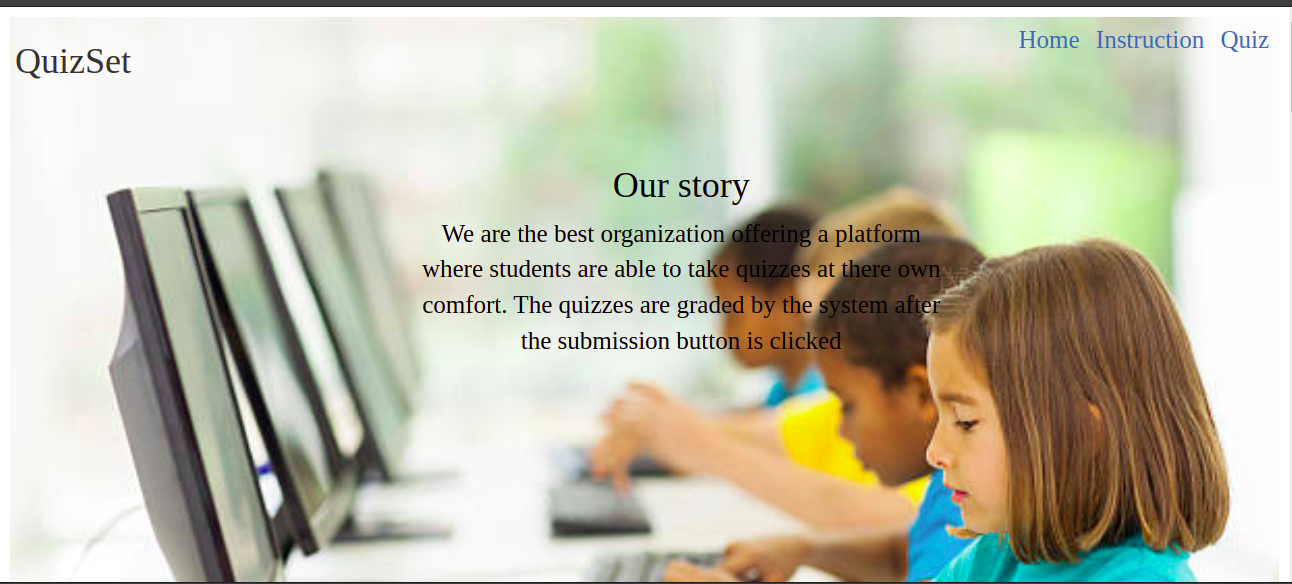 QuizSet
Home Instruction Quiz
Our story
We are the best organization offering a platform
where students are able to take quizzes at there own
comfort. The quizzes are graded by the system after
the submission button is clicked